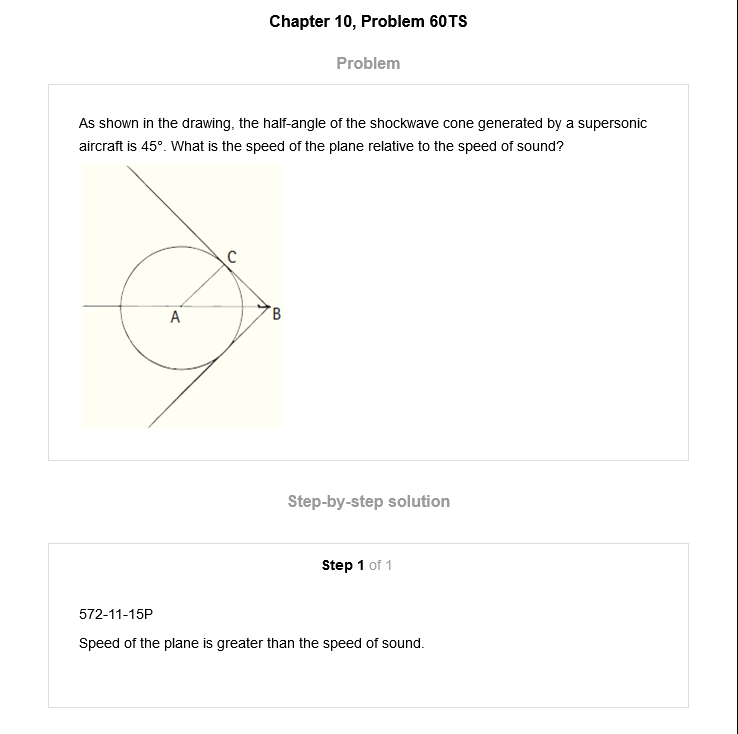 Chapter 10, Problem 60TS
Problem
As shown in the drawing, the half-angle of the shockwave cone generated by a supersonic
aircraft is 45°. What is the speed of the plane relative to the speed of sound?
C
A
B
Step-by-step solution
Step 1 of 1
572-11-15P
Speed of the plane is greater than the speed of sound.